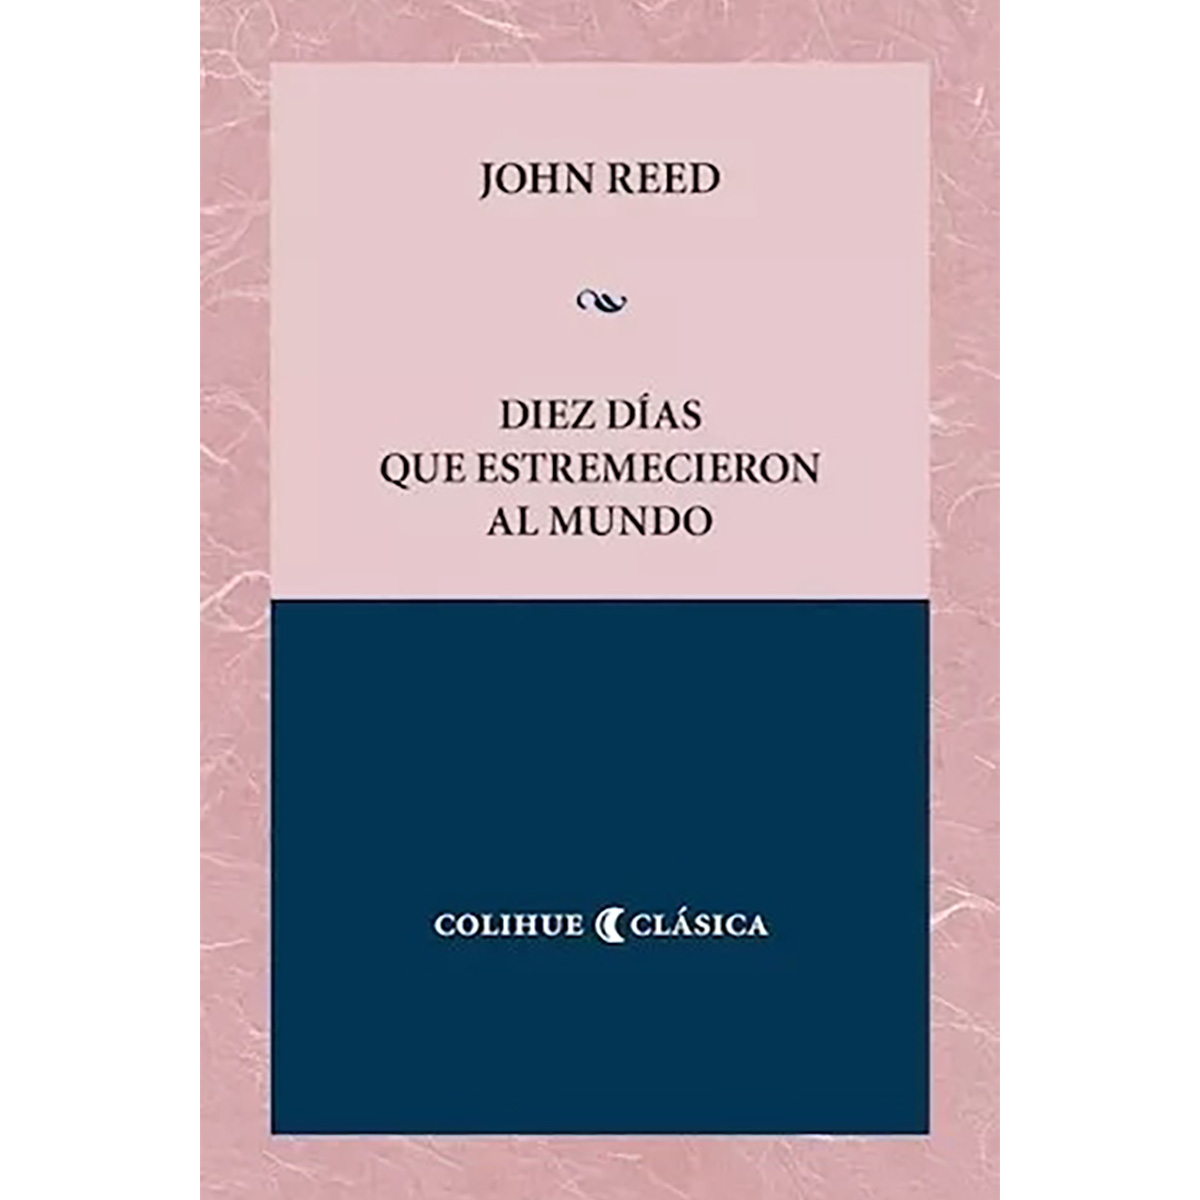 JOHN REED
DIEZ DÍAS
QUE ESTREMECIERON
AL MUNDO
COLIHUE CLÁSICA